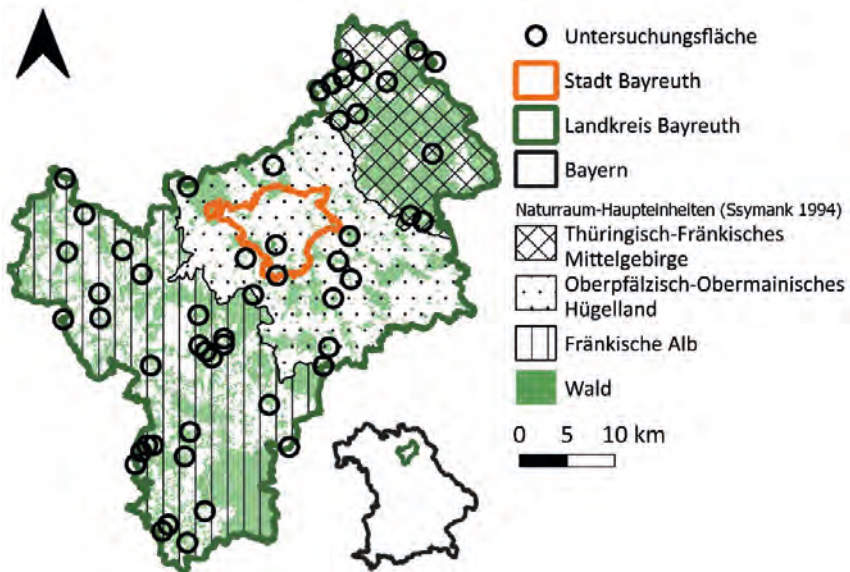 Untersuchungsfläche
Stadt Bayreuth
Landkreis Bayreuth
Bayern
Naturraum-Haupteinheiten (Ssymank 1994)
Thüringisch-Fränkisches
Mittelgebirge
Oberpfälzisch-Obermainisches
Hügelland
Fränkische Alb
Wald
0 5 10 km